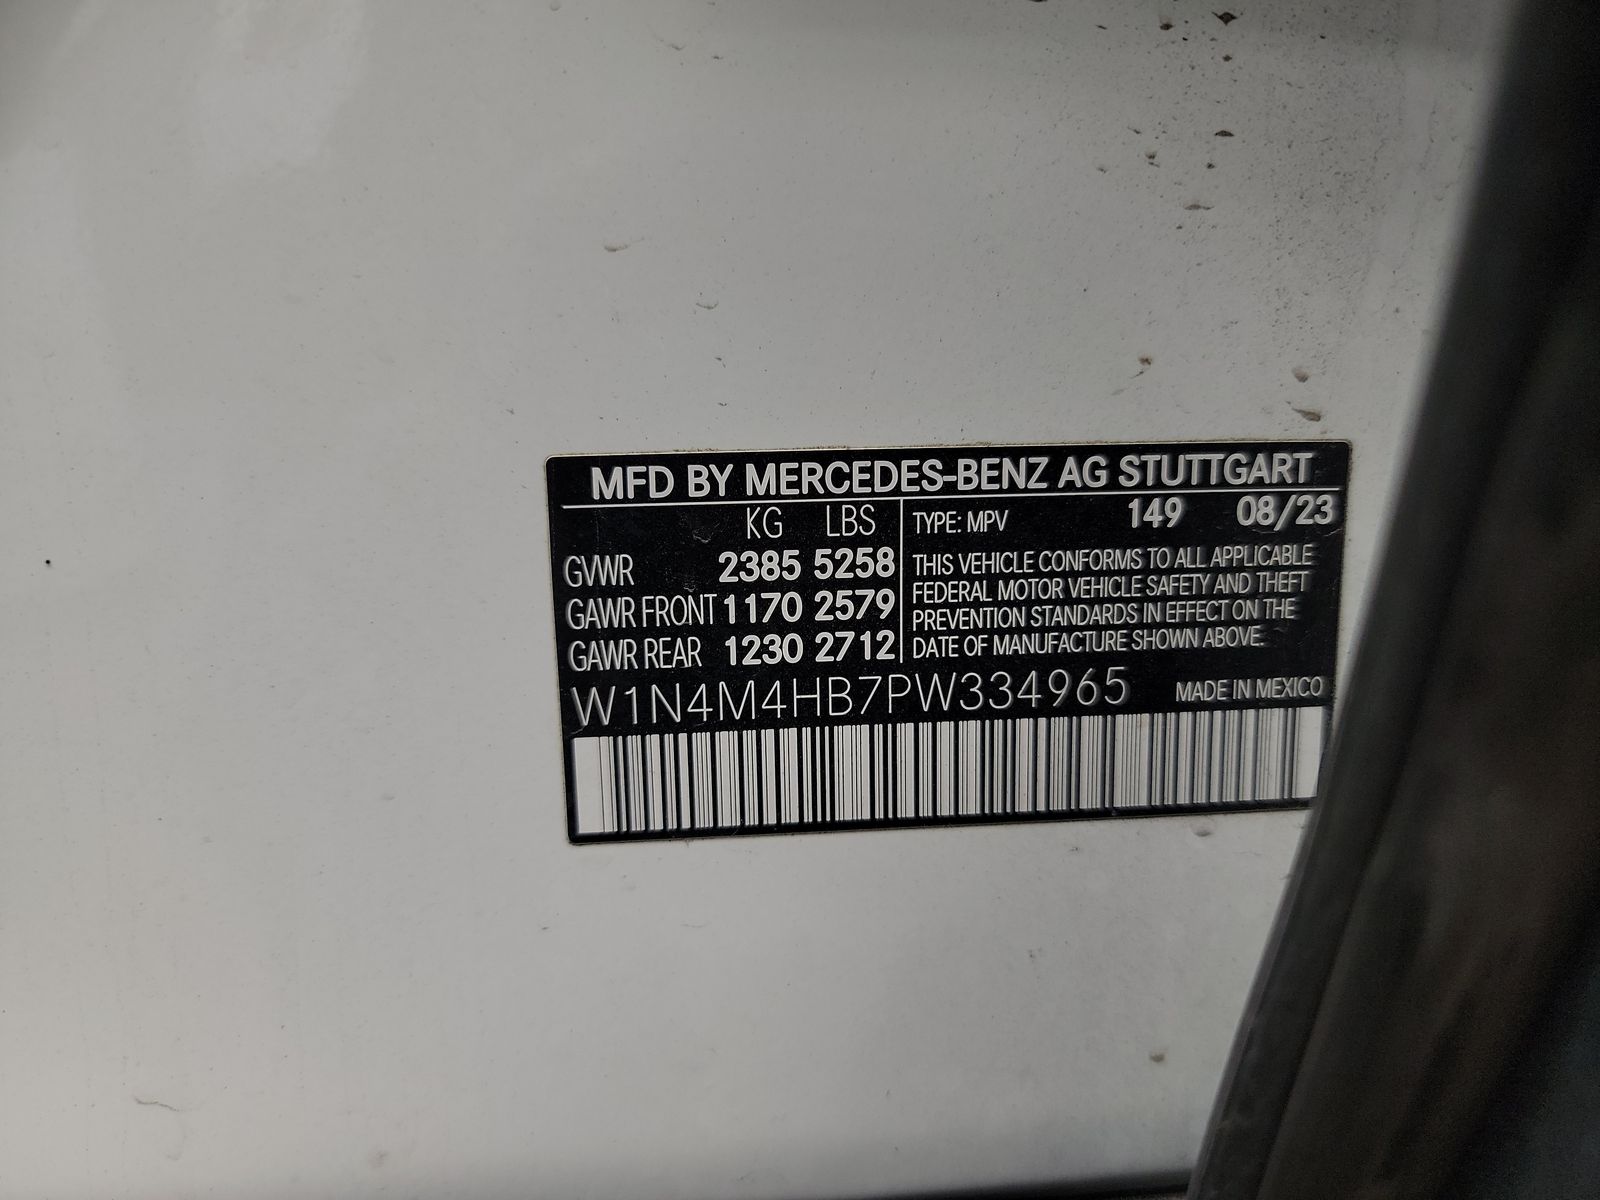 MFD BY MERCEDES-BENZ AG STUTTGART
KG LBS
GVWR 2385 5258
GAWR FRONT 1170 2579
GAWR REAR 1230 2712
TYPE: MPV 149 08/23
THIS VEHICLE CONFORMS TO ALL APPLICABLE
FEDERAL MOTOR VEHICLE SAFETY AND THEFT
PREVENTION STANDARDS IN EFFECT ON THE
DATE OF MANUFACTURE SHOWN ABOVE.
W1N4M4HB7PW334965 MADE IN MEXICO